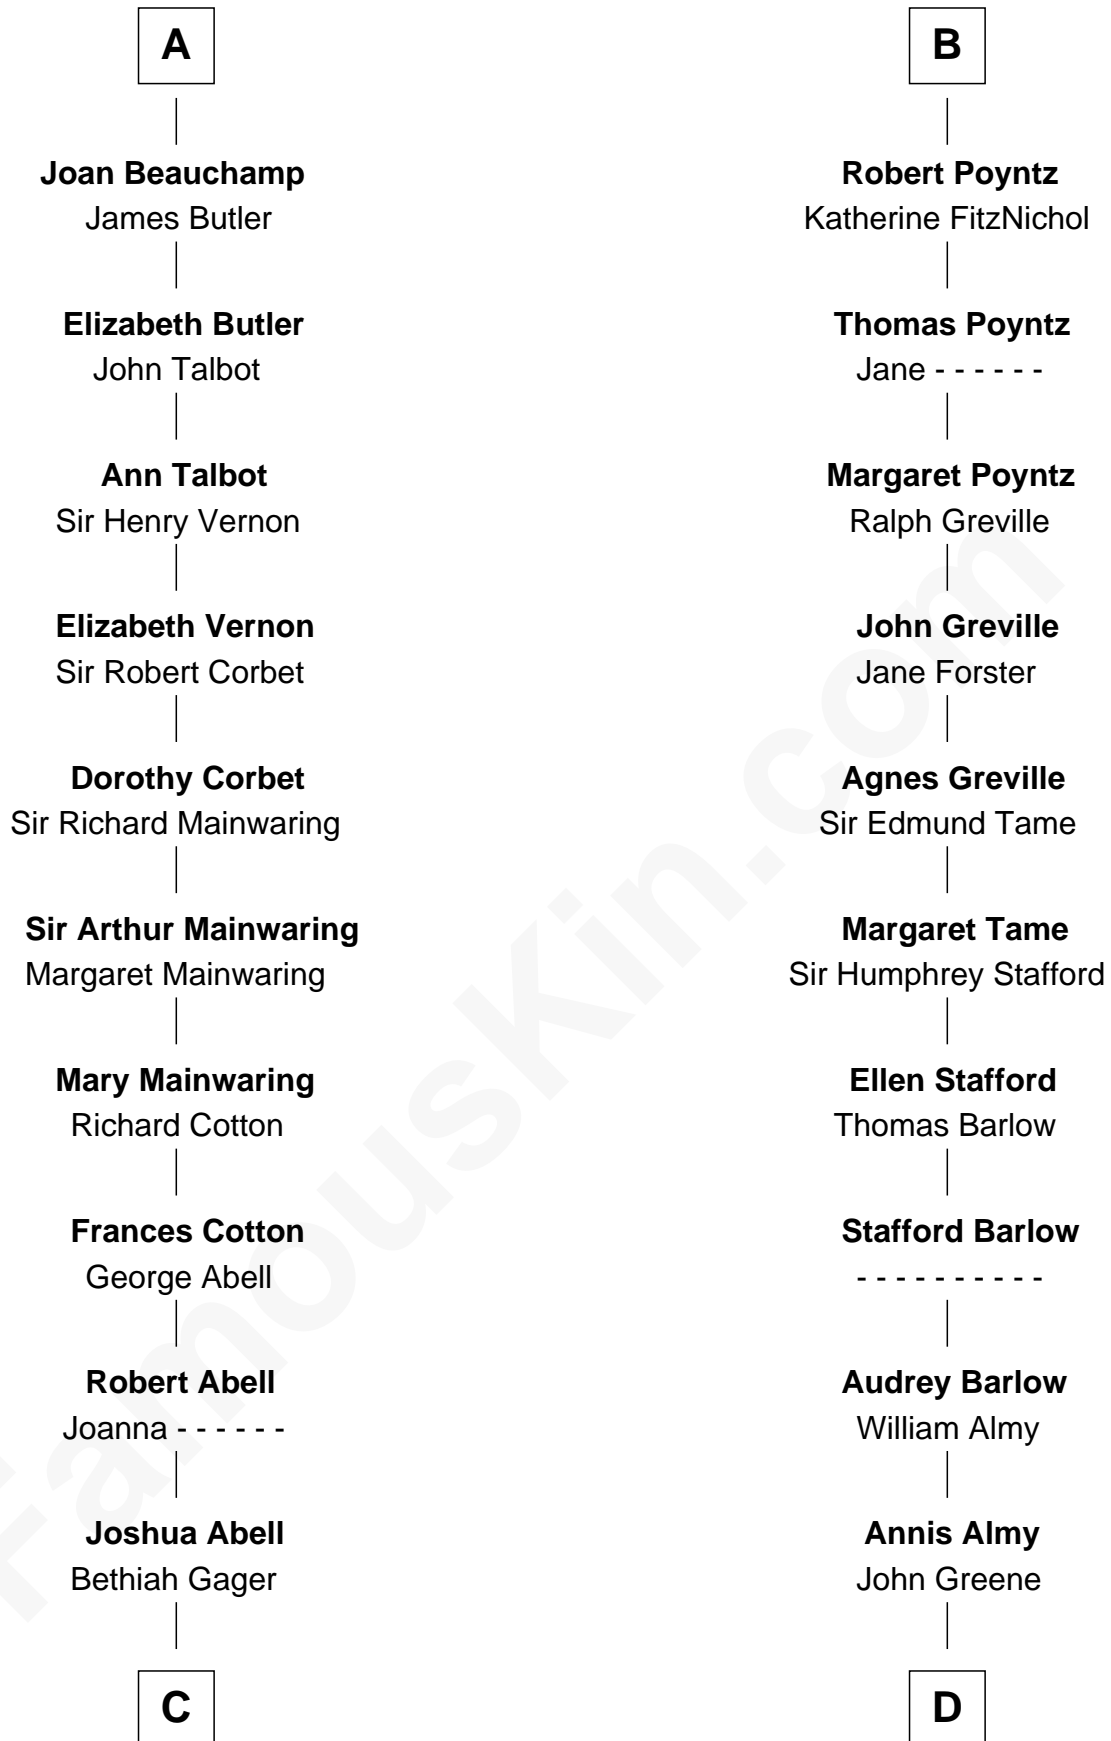 A
Joan Beauchamp
James Butler
Elizabeth Butler
John Talbot
Ann Talbot
Sir Henry Vernon
Elizabeth Vernon
Sir Robert Corbet
Dorothy Corbet
Sir Richard Mainwaring
Sir Arthur Mainwaring
Margaret Mainwaring
Mary Mainwaring
Richard Cotton
Frances Cotton
George Abell
Robert Abell
Joanna - - - - - -
Joshua Abell
Bethiah Gager
C
B
Robert Poyntz
Katherine FitzNichol
Thomas Poyntz
Jane - - - - - -
Margaret Poyntz
Ralph Greville
John Greville
Jane Forster
Agnes Greville
Sir Edmund Tame
Margaret Tame
Sir Humphrey Stafford
Ellen Stafford
Thomas Barlow
Stafford Barlow
- - - - - - - - - -
Audrey Barlow
William Almy
Annis Almy
John Greene
D
FamousKin.com